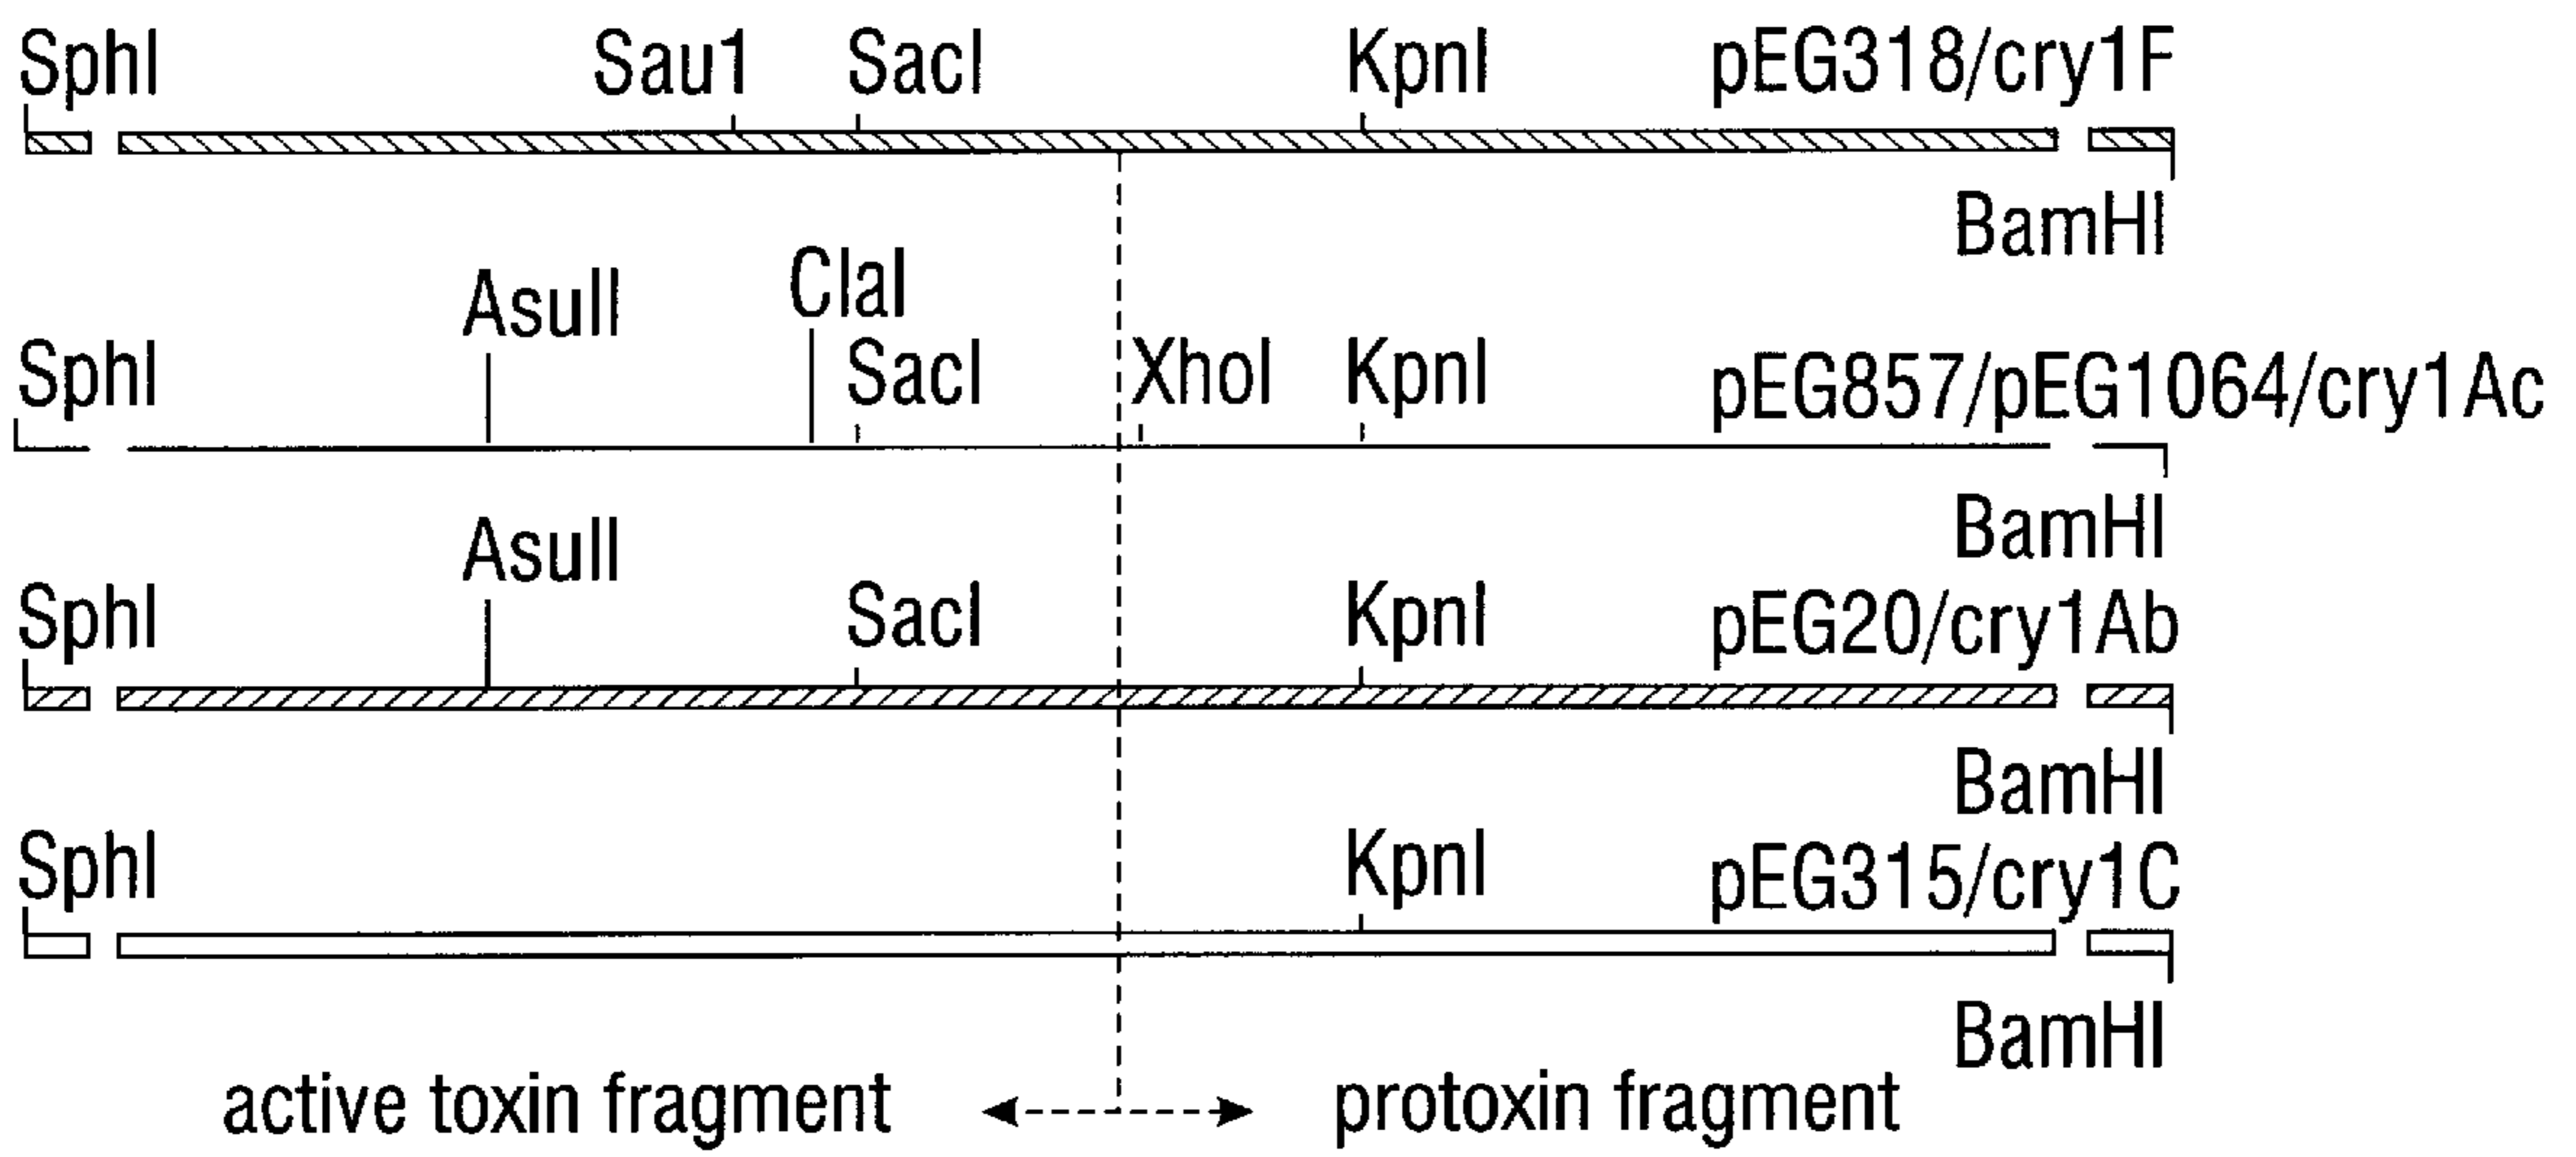 SphI Sau1 SacI KpnI pEG318/cry1F
BamHI
AsuII ClaI
SphI SacI XhoI KpnI pEG857/pEG1064/cry1Ac
BamHI
AsuII
SphI SacI KpnI pEG20/cry1Ab
BamHI
SphI KpnI pEG315/cry1C
BamHI
active toxin fragment protoxin fragment